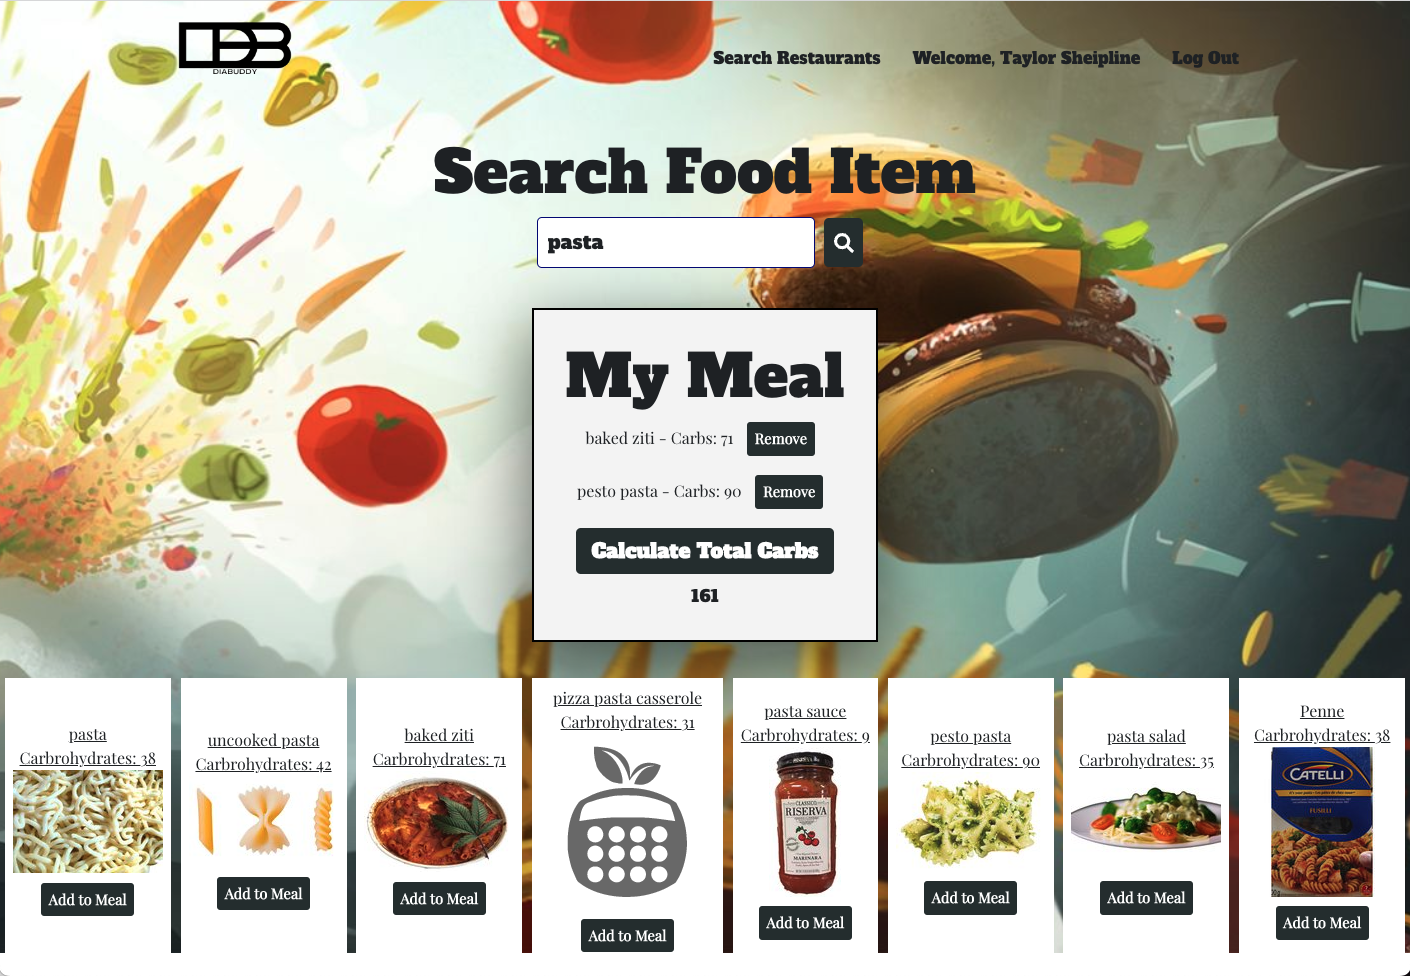 DIABUDDY
Search Restaurants
Welcome, Taylor Sheipline
Log Out
Search Food Item
pasta
My Meal
baked ziti - Carbs: 71
Remove
pesto pasta - Carbs: 90
Remove
Calculate Total Carbs
161
pasta
Carbrohydrates: 38
Add to Meal
uncooked pasta
Carbrohydrates: 42
Add to Meal
baked ziti
Carbrohydrates: 71
Add to Meal
pizza pasta casserole
Carbrohydrates: 31
Add to Meal
pasta sauce
Carbrohydrates: 9
CLASSICO
RISERVA
MARINARA
Add to Meal
pesto pasta
Carbrohydrates: 90
Add to Meal
pasta salad
Carbrohydrates: 35
Add to Meal
Penne
Carbrohydrates: 38
CATELLI
FUSILLI
Add to Meal